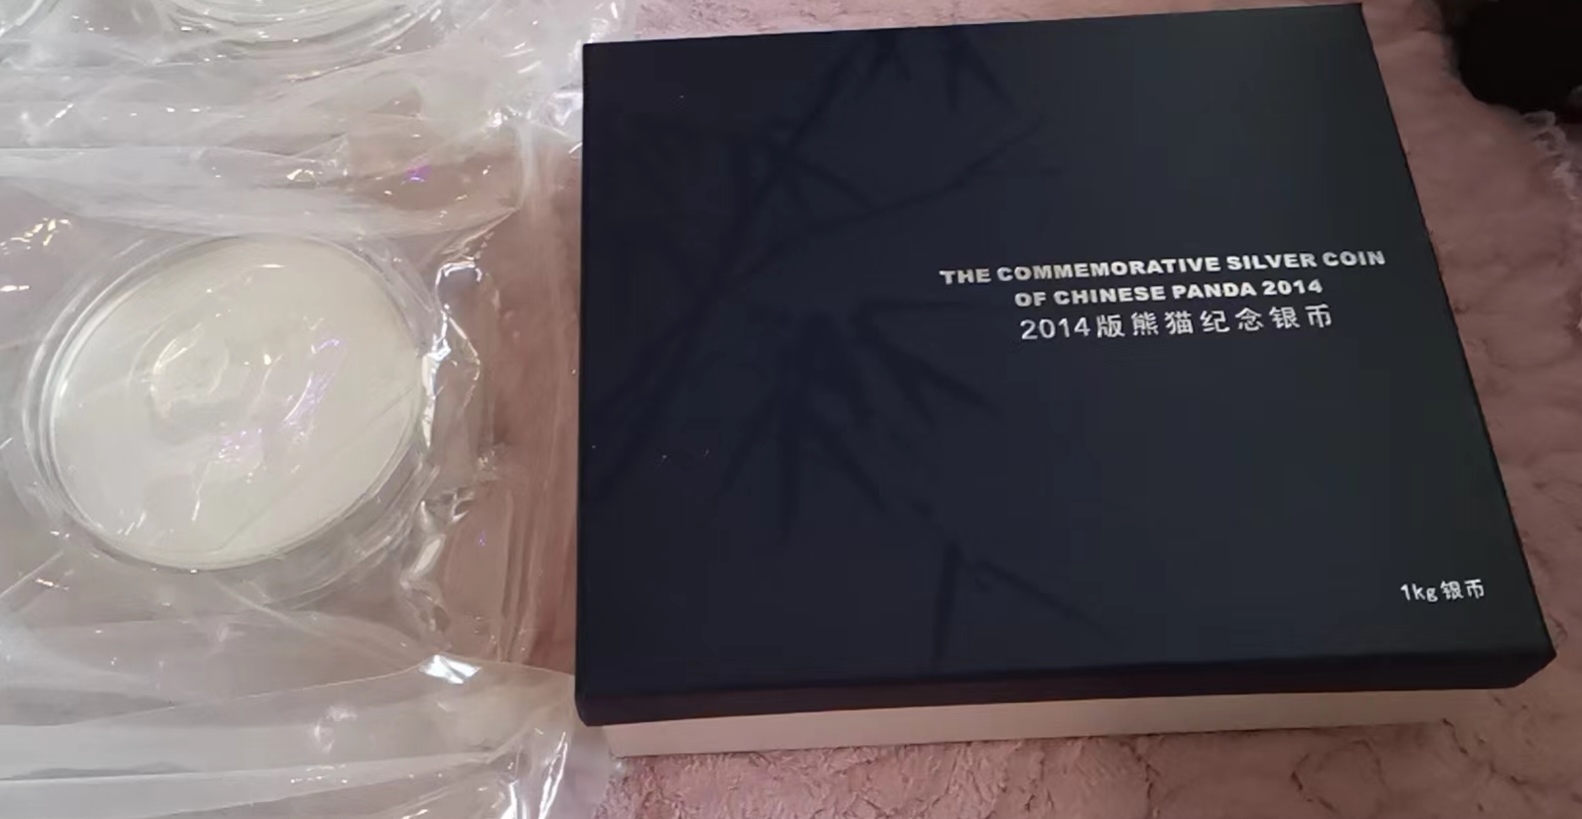 THE COMMEMORATIVE SILVER COIN
OF CHINESE PANDA 2014
2014版熊猫纪念银币
1kg银币